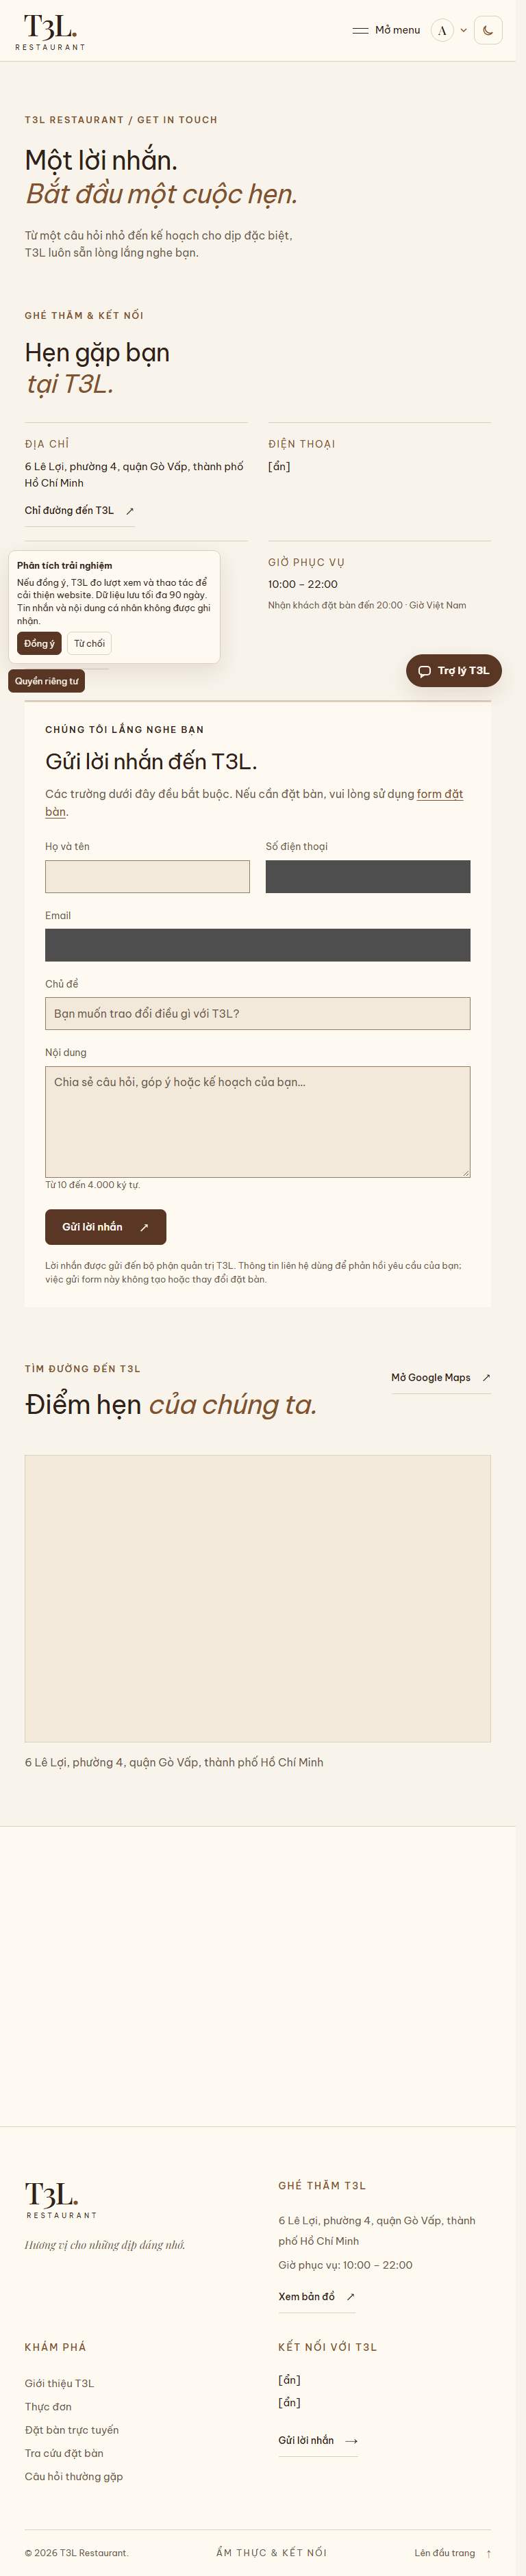 T3L.
RESTAURANT
Mở menu
A
T3L RESTAURANT / GET IN TOUCH
Một lời nhắn.
Bắt đầu một cuộc hẹn.
Từ một câu hỏi nhỏ đến kế hoạch cho dịp đặc biệt,
T3L luôn sẵn lòng lắng nghe bạn.
GHÉ THĂM & KẾT NỐI
Hẹn gặp bạn
tại T3L.
ĐỊA CHỈ
6 Lê Lợi, phường 4, quận Gò Vấp, thành phố
Hồ Chí Minh
Chỉ đường đến T3L ↗
ĐIỆN THOẠI
[ẩn]
Phân tích trải nghiệm
Nếu đồng ý, T3L đo lượt xem và thao tác để
cải thiện website. Dữ liệu lưu tối đa 90 ngày.
Tin nhắn và nội dung cá nhân không được ghi
nhận.
Đồng ý
Từ chối
Quyền riêng tư
GIỜ PHỤC VỤ
10:00 – 22:00
Nhận khách đặt bàn đến 20:00 · Giờ Việt Nam
Trợ lý T3L
CHÚNG TÔI LẮNG NGHE BẠN
Gửi lời nhắn đến T3L.
Các trường dưới đây đều bắt buộc. Nếu cần đặt bàn, vui lòng sử dụng form đặt
bàn.
Họ và tên
Số điện thoại
Email
Chủ đề
Bạn muốn trao đổi điều gì với T3L?
Nội dung
Chia sẻ câu hỏi, góp ý hoặc kế hoạch của bạn…
Từ 10 đến 4.000 ký tự.
Gửi lời nhắn ↗
Lời nhắn được gửi đến bộ phận quản trị T3L. Thông tin liên hệ dùng để phản hồi yêu cầu của bạn;
việc gửi form này không tạo hoặc thay đổi đặt bàn.
TÌM ĐƯỜNG ĐẾN T3L
Điểm hẹn của chúng ta.
Mở Google Maps ↗
6 Lê Lợi, phường 4, quận Gò Vấp, thành phố Hồ Chí Minh
T3L.
RESTAURANT
Hương vị cho những dịp đáng nhớ.
GHÉ THĂM T3L
6 Lê Lợi, phường 4, quận Gò Vấp, thành
phố Hồ Chí Minh
Giờ phục vụ: 10:00 – 22:00
Xem bản đồ ↗
KHÁM PHÁ
Giới thiệu T3L
Thực đơn
Đặt bàn trực tuyến
Tra cứu đặt bàn
Câu hỏi thường gặp
KẾT NỐI VỚI T3L
[ẩn]
[ẩn]
Gửi lời nhắn →
© 2026 T3L Restaurant.
ẨM THỰC & KẾT NỐI
Lên đầu trang ↑